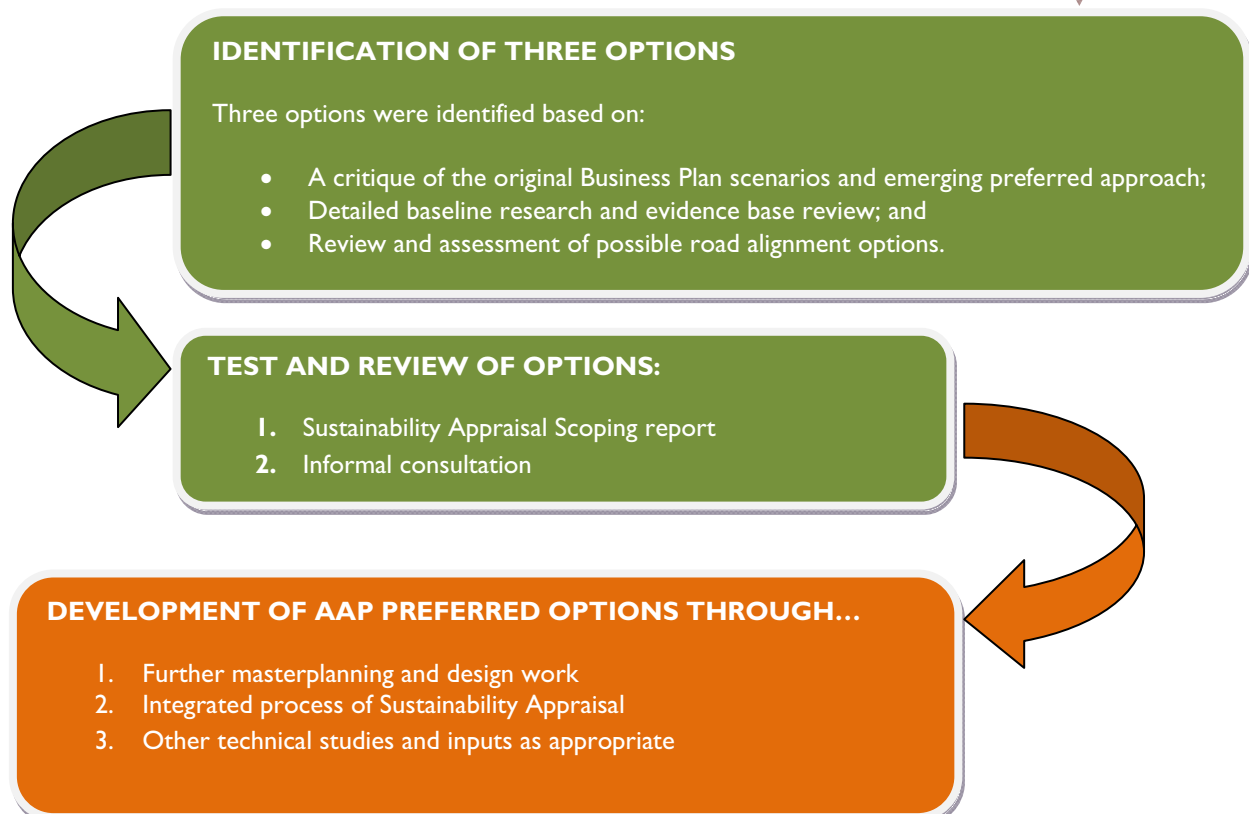 IDENTIFICATION OF THREE OPTIONS
Three options were identified based on:
• A critique of the original Business Plan scenarios and emerging preferred approach;
• Detailed baseline research and evidence base review; and
• Review and assessment of possible road alignment options.
TEST AND REVIEW OF OPTIONS:
1. Sustainability Appraisal Scoping report
2. Informal consultation
DEVELOPMENT OF AAP PREFERRED OPTIONS THROUGH…
1. Further masterplanning and design work
2. Integrated process of Sustainability Appraisal
3. Other technical studies and inputs as appropriate